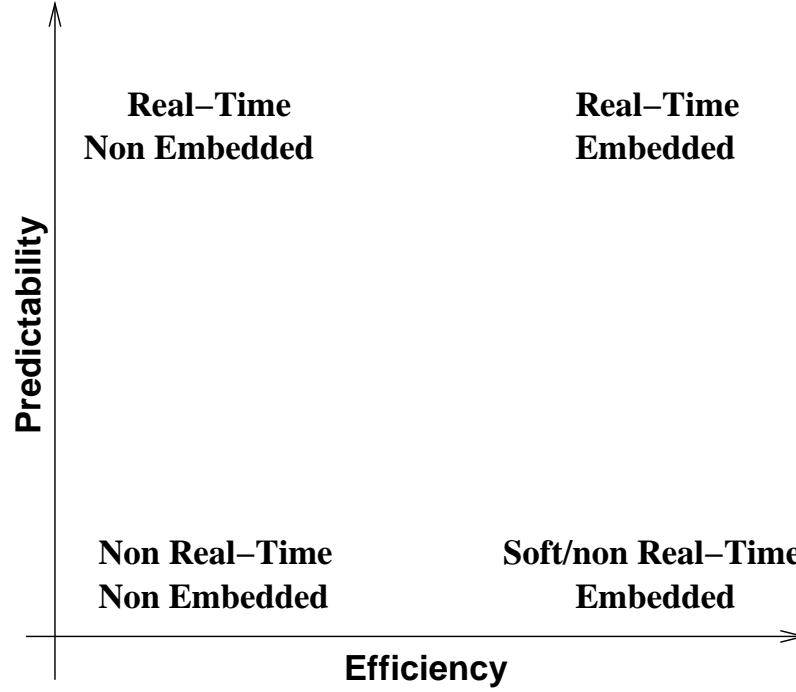 Real−Time
Non Embedded
Real−Time
Embedded
Predictability
Non Real−Time
Non Embedded
Soft/non Real−Time
Embedded
Efficiency